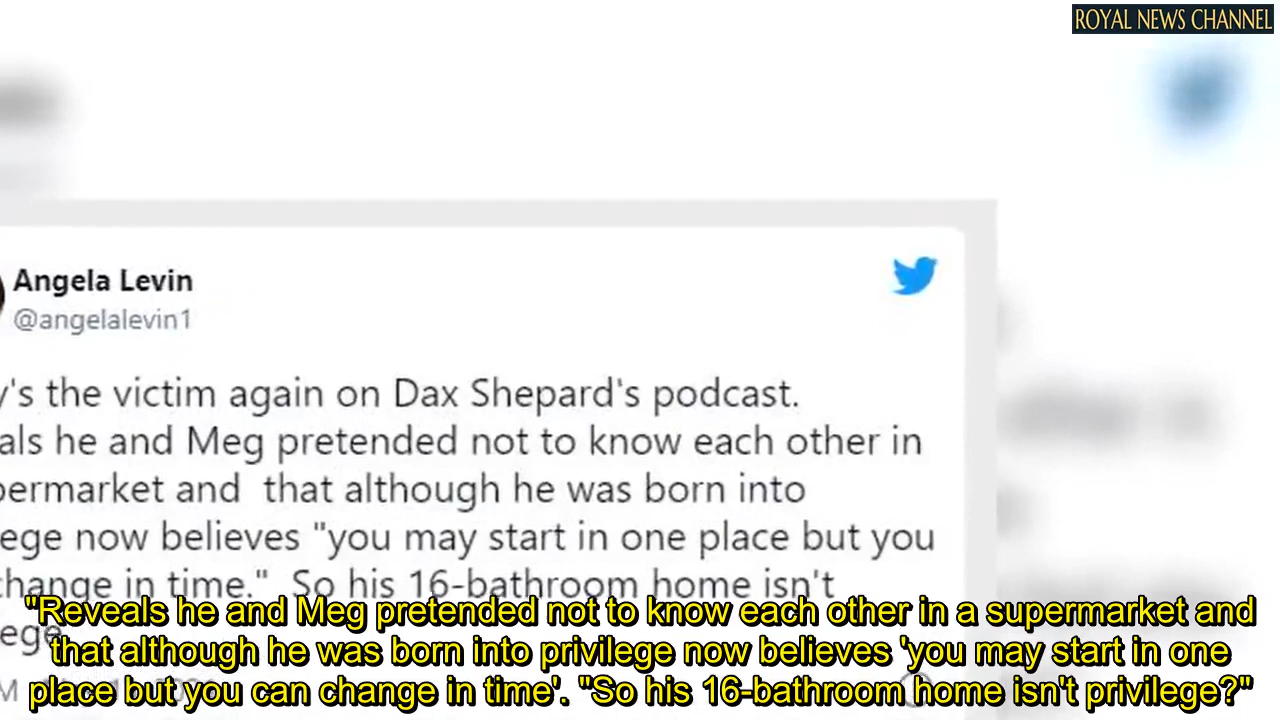 ROYAL NEWS CHANNEL
Angela Levin
@angelalevin1
y's the victim again on Dax Shepard's podcast.
als he and Meg pretended not to know each other in
permarket and that although he was born into
ege now believes "you may start in one place but you
change in time." So his 16-bathroom home isn't
ege
"Reveals he and Meg pretended not to know each other in a supermarket and
that although he was born into privilege now believes 'you may start in one
place but you can change in time'. "So his 16-bathroom home isn't privilege?"